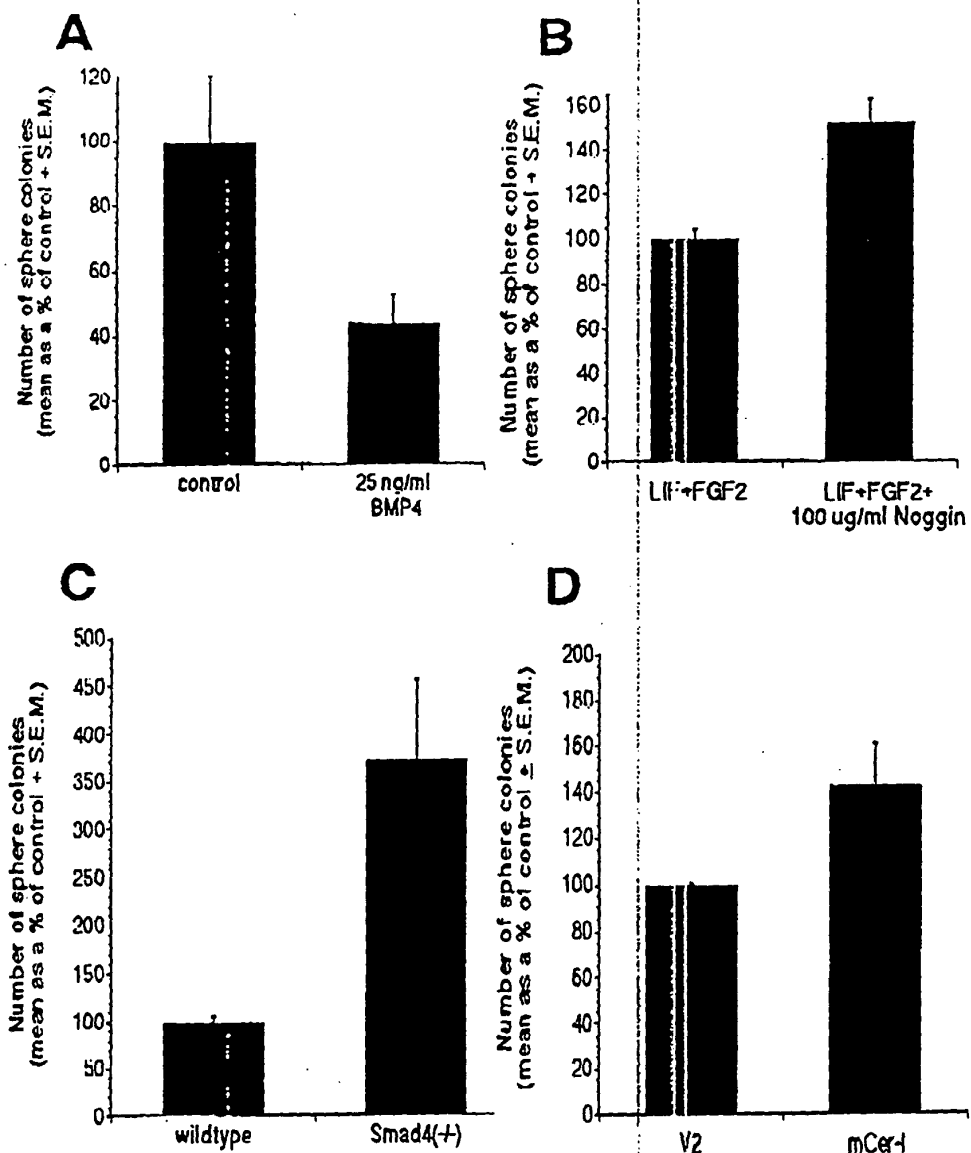 A
Number of sphere colonies
(mean as a % of control + S.E.M.)
120
100
80
60
40
20
0
control
25 ng/ml
BMP4
B
Number of sphere colonies
(mean as a % of control + S.E.M.)
160
140
120
100
80
60
40
20
0
LIF+FGF2
LIF+FGF2+
100 ug/ml Noggin
C
Number of sphere colonies
(mean as a % of control + S.E.M.)
500
450
400
350
300
250
200
150
100
50
0
wildtype
Smad4(-/-)
D
Number of sphere colonies
(mean as a % of control ± S.E.M.)
200
180
160
140
120
100
80
60
40
20
0
V2
mCer-1